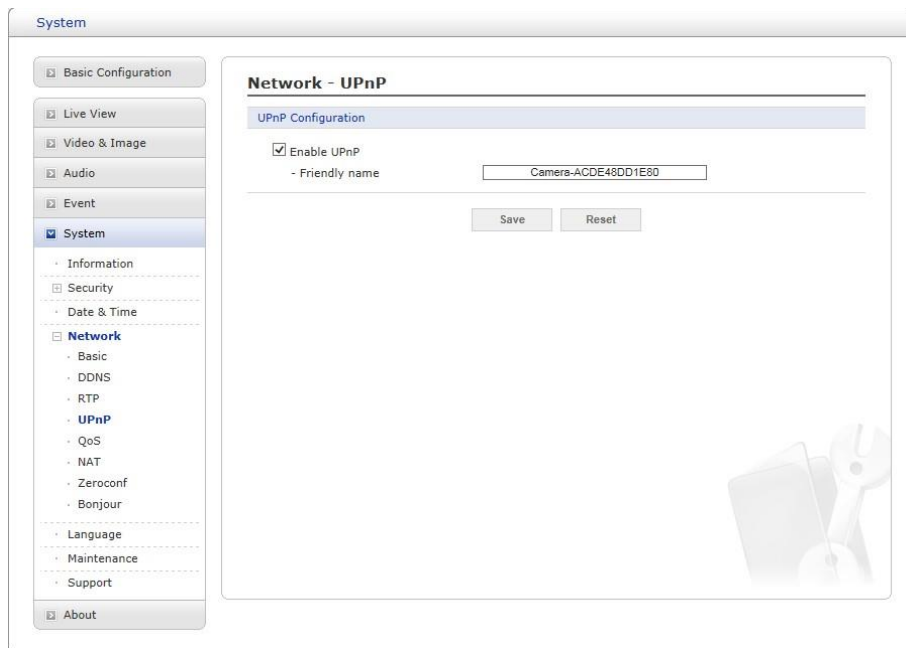 System
Basic Configuration
Live View
Video & Image
Audio
Event
System
Information
Security
Date & Time
Network
Basic
DDNS
RTP
UPnP
QoS
NAT
Zeroconf
Bonjour
Language
Maintenance
Support
About
Network - UPnP
UPnP Configuration
Enable UPnP
- Friendly name Camera-ACDE48DD1E80
Save Reset